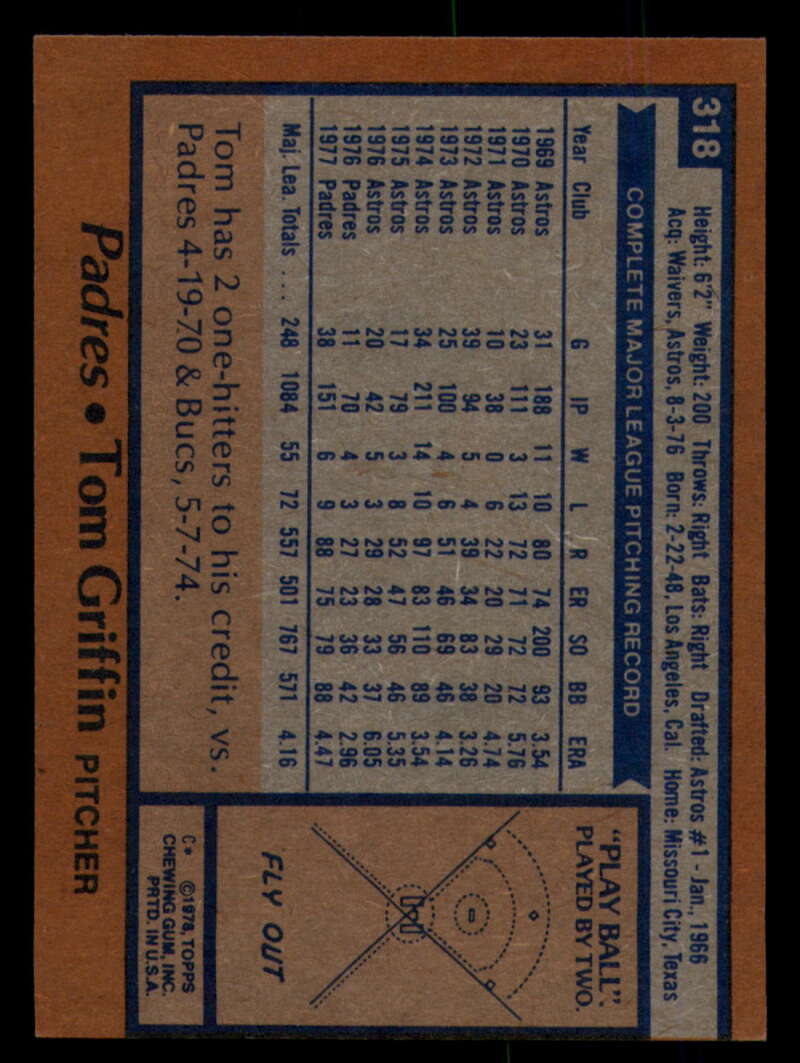 318
Height: 6'2" Weight: 200 Throws: Right Bats: Right Drafted: Astros #1 - Jan., 1966
Acq: Waivers, Astros, 8-3-76 Born: 2-22-48, Los Angeles, Cal. Home: Missouri City, Texas
COMPLETE MAJOR LEAGUE PITCHING RECORD
Year Club G IP W L R ER SO BB ERA
1969 Astros 31 188 11 10 80 74 200 93 3.54
1970 Astros 23 111 3 13 72 71 72 72 5.76
1971 Astros 10 38 0 6 22 20 29 20 4.74
1972 Astros 39 94 5 4 39 34 83 38 3.26
1973 Astros 25 100 4 6 51 46 69 46 4.14
1974 Astros 34 211 14 10 97 83 110 89 3.54
1975 Astros 17 79 3 8 52 47 56 46 5.35
1976 Astros 20 42 5 3 29 28 33 37 6.05
1976 Padres 11 70 4 3 27 23 36 42 2.96
1977 Padres 38 151 6 9 88 75 79 88 4.47
Maj. Lea. Totals ... 248 1084 55 72 557 501 767 571 4.16
Tom has 2 one-hitters to his credit, vs.
Padres 4-19-70 & Bucs, 5-7-74.
"PLAY BALL".
PLAYED BY TWO.
FLY OUT
C* ©1978, TOPPS
CHEWING GUM, INC.
PRTD. IN U.S.A.
Padres • Tom Griffin PITCHER